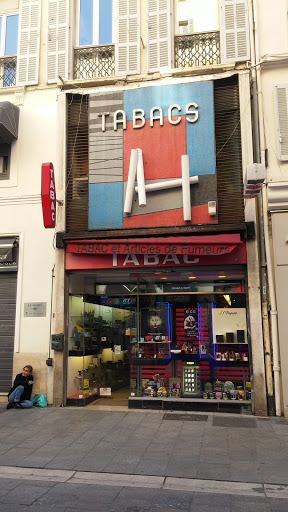 TABACS
TABAC
TABAC et Articles de Fumeurs
TABAC